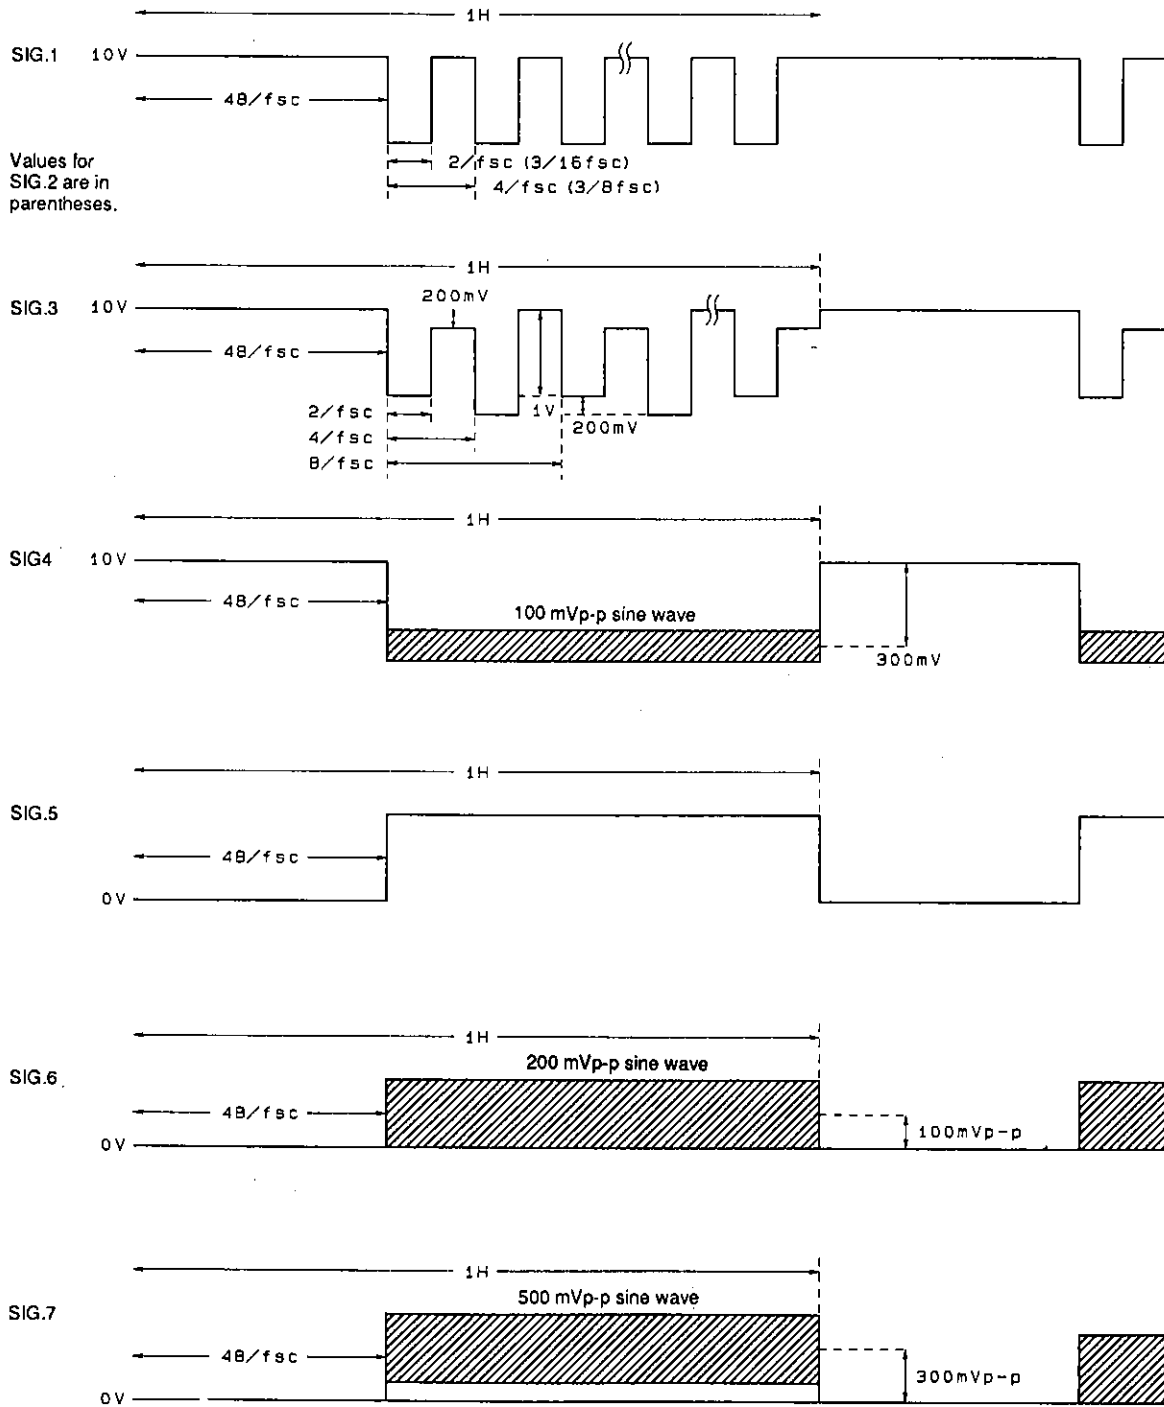 1H
SIG.1 10V
48/fsc
Values for
SIG.2 are in
parentheses.
2/fsc (3/16fsc)
4/fsc (3/8fsc)
1H
SIG.3 10V
200mV
48/fsc
2/fsc
1V
200mV
4/fsc
8/fsc
1H
SIG4 10V
48/fsc
100 mVp-p sine wave
300mV
1H
SIG.5
48/fsc
0V
1H
200 mVp-p sine wave
SIG.6
48/fsc
100mVp-p
0V
1H
500 mVp-p sine wave
SIG.7
48/fsc
300mVp-p
0V